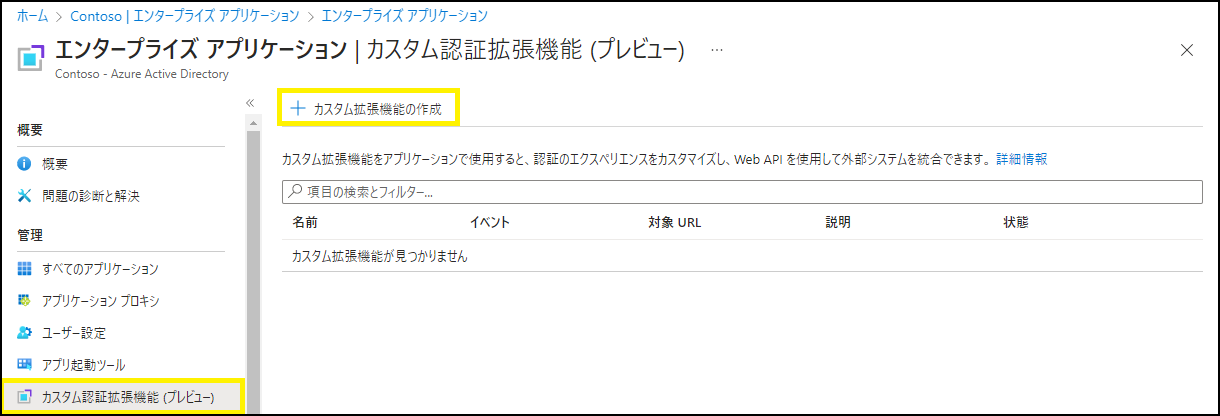 ホーム > Contoso | エンタープライズ アプリケーション > エンタープライズ アプリケーション
エンタープライズ アプリケーション | カスタム認証拡張機能 (プレビュー) ...
Contoso - Azure Active Directory
概要
概要
問題の診断と解決
管理
すべてのアプリケーション
アプリケーション プロキシ
ユーザー設定
アプリ起動ツール
カスタム認証拡張機能 (プレビュー)
+ カスタム拡張機能の作成
カスタム拡張機能をアプリケーションで使用すると、認証のエクスペリエンスをカスタマイズし、Web API を使用して外部システムを統合できます。 詳細情報
項目の検索とフィルター...
名前 イベント 対象 URL 説明 状態
カスタム拡張機能が見つかりません